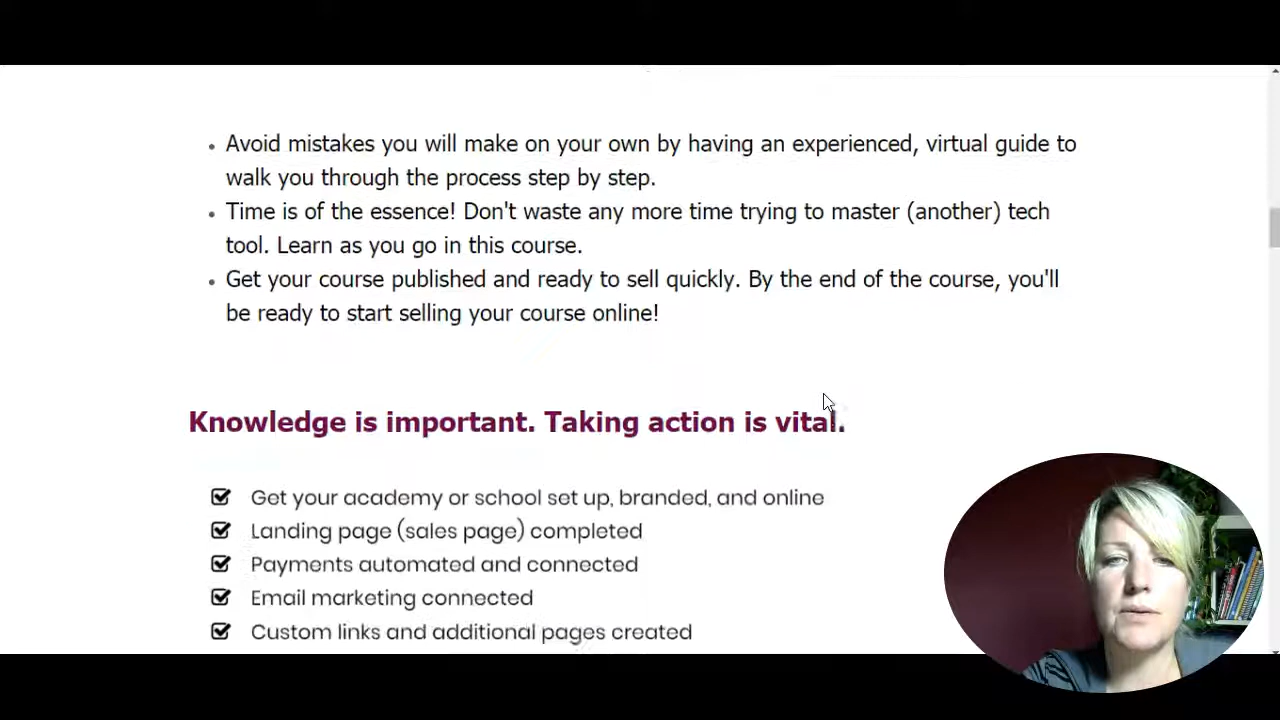 Avoid mistakes you will make on your own by having an experienced, virtual guide to
walk you through the process step by step.
Time is of the essence! Don't waste any more time trying to master (another) tech
tool. Learn as you go in this course.
Get your course published and ready to sell quickly. By the end of the course, you'll
be ready to start selling your course online!
Knowledge is important. Taking action is vital.
Get your academy or school set up, branded, and online
Landing page (sales page) completed
Payments automated and connected
Email marketing connected
Custom links and additional pages created